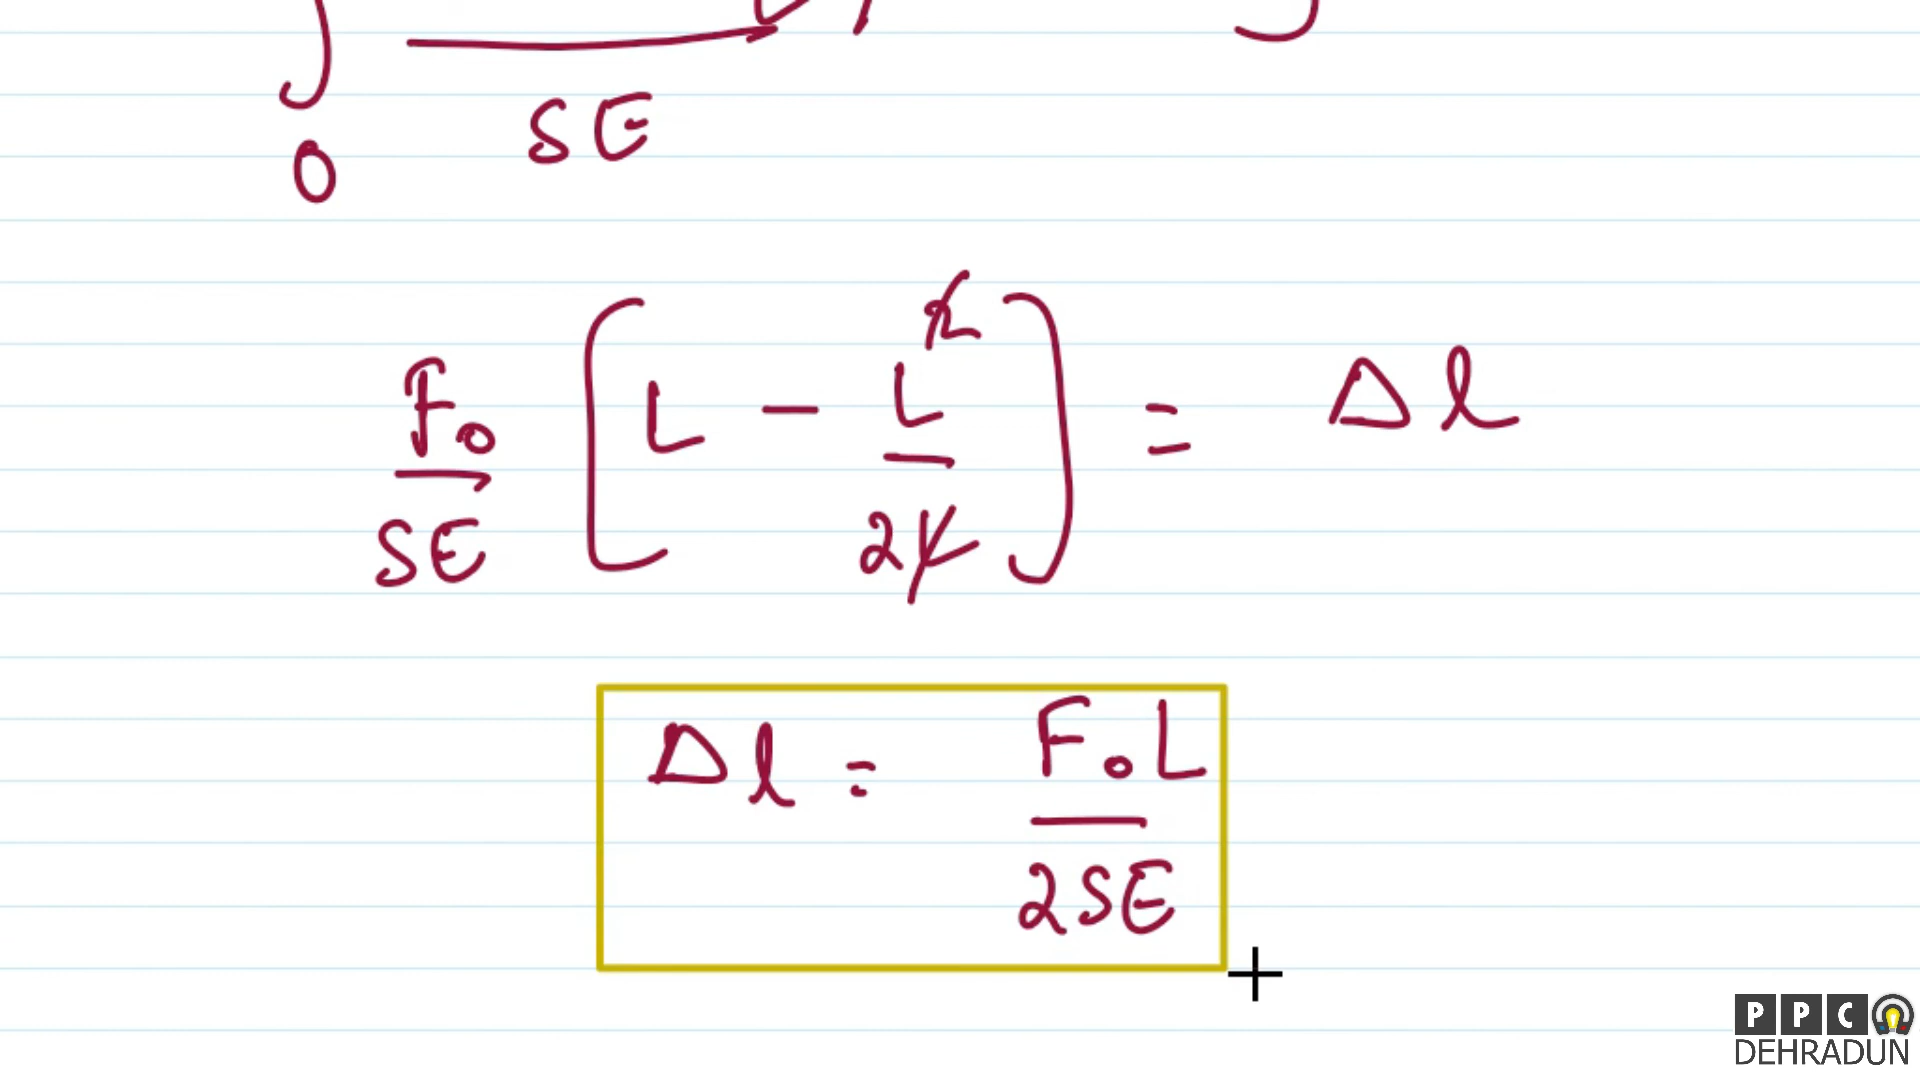 0 SE
F₀/SE [L - L²/2L] = Δl
Δl = F₀L/2SE
PPC
DEHRADUN